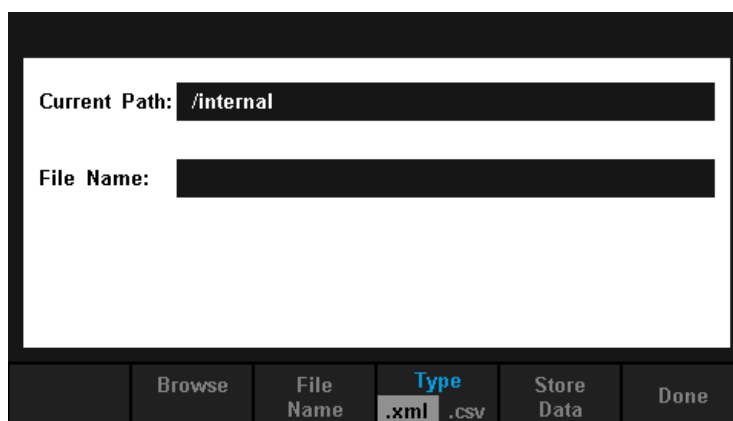 Current Path: /internal
File Name:
Browse File Name Type .xml .csv Store Data Done